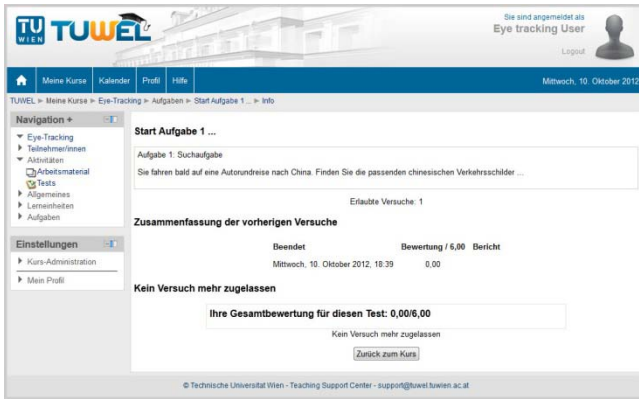 TU
WIEN
TUWEL
Sie sind angemeldet als
Eye tracking User
Logout
Meine Kurse Kalender Profil Hilfe
Mittwoch, 10. Oktober 2012
TUWEL ► Meine Kurse ► Eye-Tracking ► Aufgaben ► Start Aufgabe 1 ... ► Info
Navigation +
Eye-Tracking
Teilnehmer/innen
Aktivitäten
Arbeitsmaterial
Tests
Allgemeines
Lerneinheiten
Aufgaben
Einstellungen
Kurs-Administration
Mein Profil
Start Aufgabe 1 ...
Aufgabe 1: Suchaufgabe
Sie fahren bald auf eine Autorundreise nach China. Finden Sie die passenden chinesischen Verkehrsschilder ...
Erlaubte Versuche: 1
Zusammenfassung der vorherigen Versuche
Beendet Bewertung / 6,00 Bericht
Mittwoch, 10. Oktober 2012, 18:39 0,00
Kein Versuch mehr zugelassen
Ihre Gesamtbewertung für diesen Test: 0,00/6,00
Kein Versuch mehr zugelassen
Zurück zum Kurs
© Technische Universität Wien - Teaching Support Center - support@tuwel.tuwien.ac.at